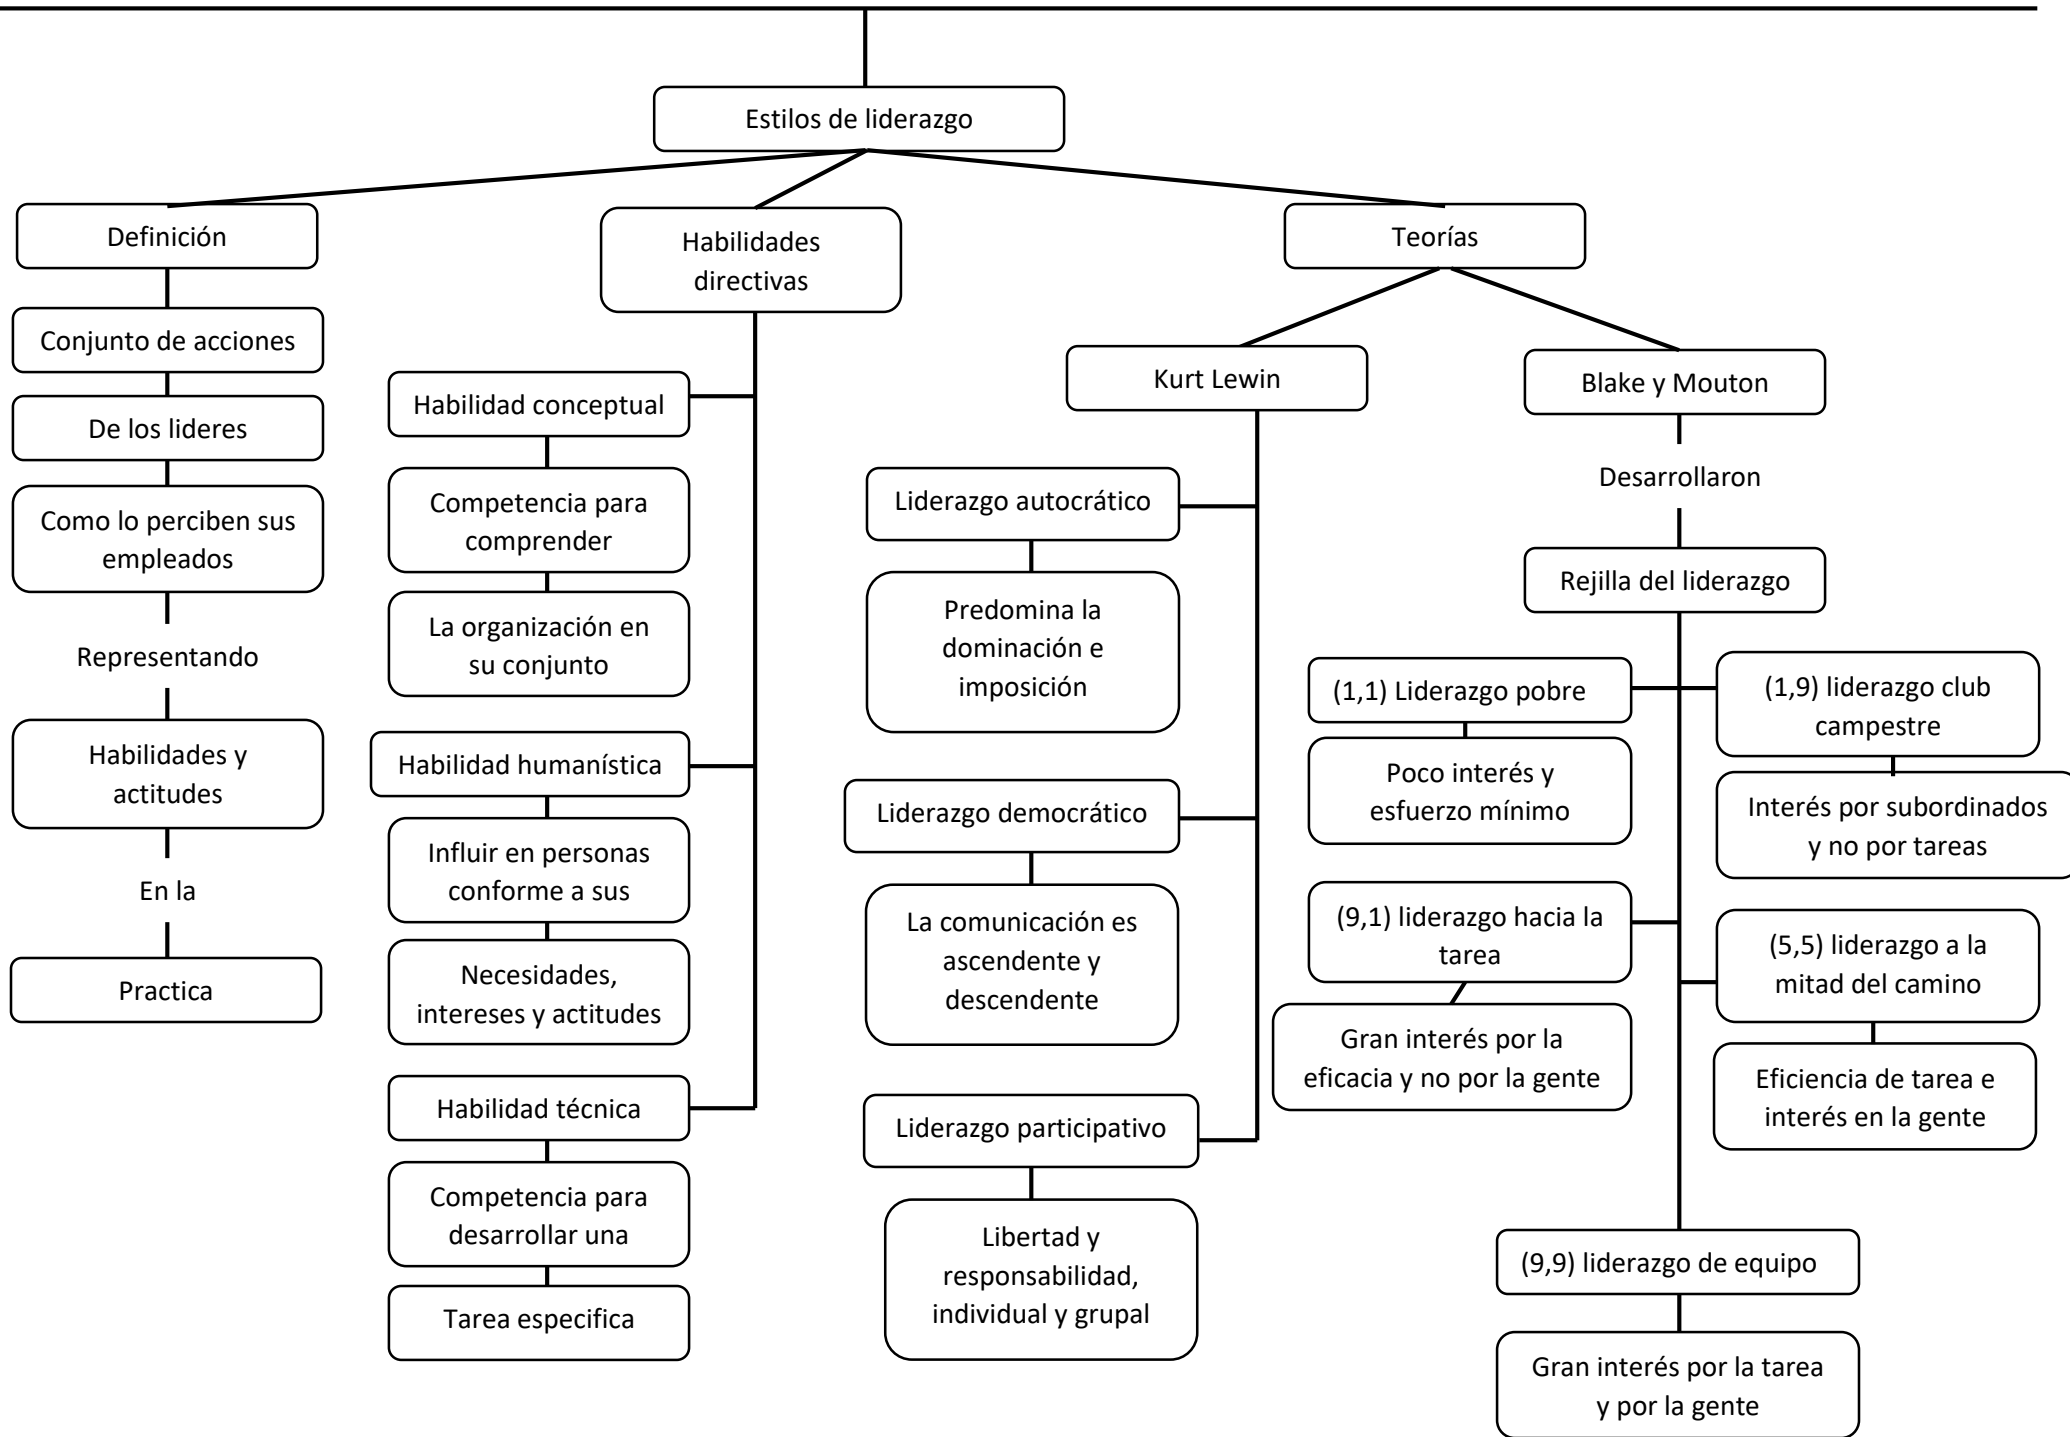 Estilos de liderazgo
Definición
Conjunto de acciones
De los lideres
Como lo perciben sus
empleados
Representando
Habilidades y
actitudes
En la
Practica
Habilidades
directivas
Habilidad conceptual
Competencia para
comprender
La organización en
su conjunto
Habilidad humanística
Influir en personas
conforme a sus
Necesidades,
intereses y actitudes
Habilidad técnica
Competencia para
desarrollar una
Tarea especifica
Teorías
Kurt Lewin
Liderazgo autocrático
Predomina la
dominación e
imposición
Liderazgo democrático
La comunicación es
ascendente y
descendente
Liderazgo participativo
Libertad y
responsabilidad,
individual y grupal
Blake y Mouton
Desarrollaron
Rejilla del liderazgo
(1,1) Liderazgo pobre
Poco interés y
esfuerzo mínimo
(1,9) liderazgo club
campestre
Interés por subordinados
y no por tareas
(9,1) liderazgo hacia la
tarea
Gran interés por la
eficacia y no por la gente
(5,5) liderazgo a la
mitad del camino
Eficiencia de tarea e
interés en la gente
(9,9) liderazgo de equipo
Gran interés por la tarea
y por la gente